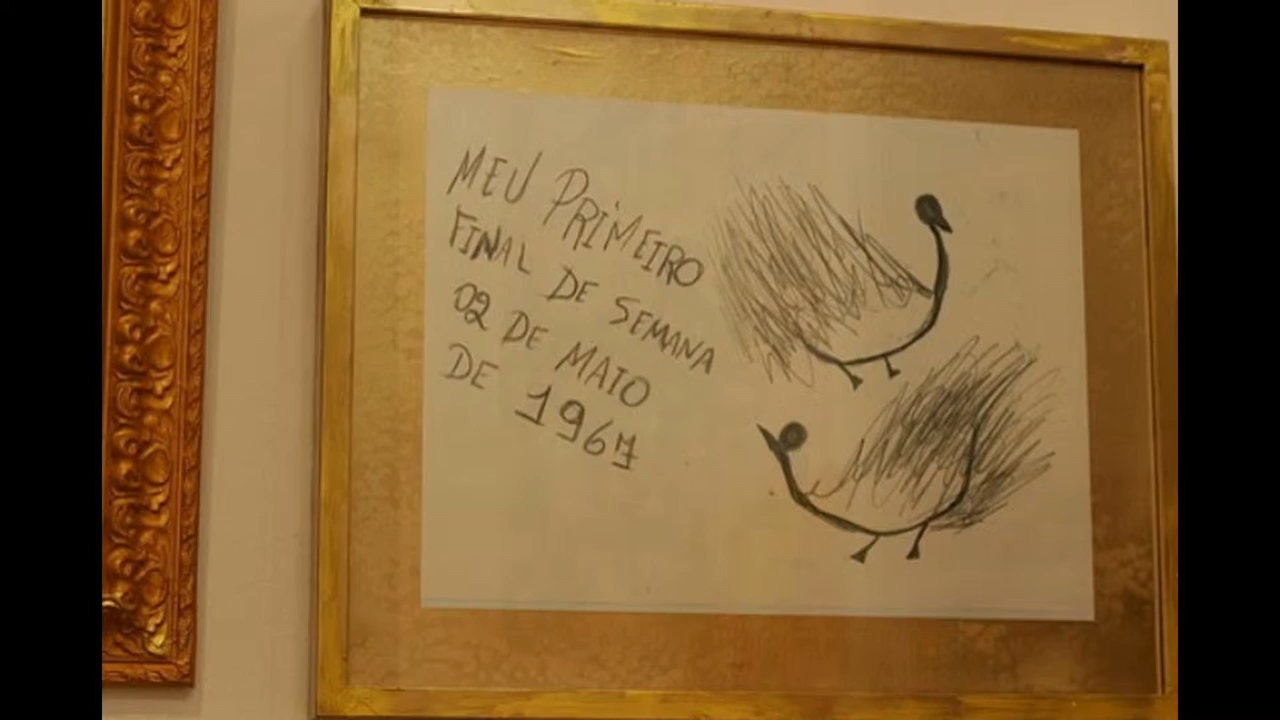 MEU PRIMEIRO
FINAL DE SEMANA
02 DE MAIO
DE 1967